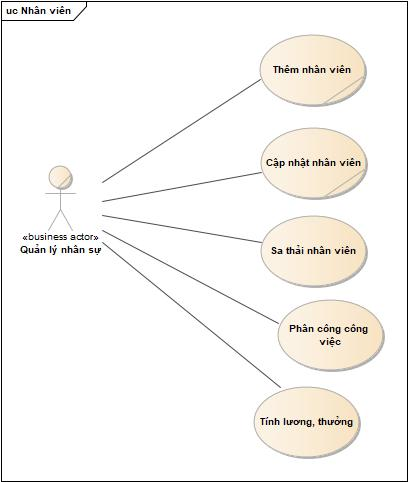 uc Nhân viên
Thêm nhân viên
Cập nhật nhân viên
«business actor»
Quản lý nhân sự
Sa thải nhân viên
Phân công công
việc
Tính lương, thưởng